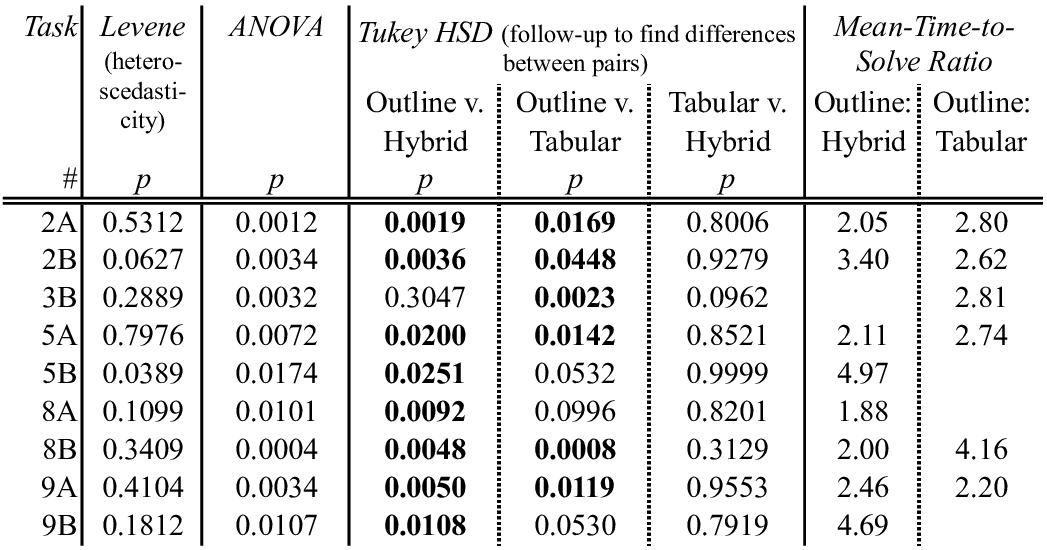 Task Levene ANOVA Tukey HSD (follow-up to find differences Mean-Time-to-
(hetero- between pairs) Solve Ratio
scedasti- Outline v. Outline v. Tabular v. Outline: Outline:
city) Hybrid Tabular Hybrid Hybrid Tabular
# p p p p p
2A 0.5312 0.0012 0.0019 0.0169 0.8006 2.05 2.80
2B 0.0627 0.0034 0.0036 0.0448 0.9279 3.40 2.62
3B 0.2889 0.0032 0.3047 0.0023 0.0962 2.81
5A 0.7976 0.0072 0.0200 0.0142 0.8521 2.11 2.74
5B 0.0389 0.0174 0.0251 0.0532 0.9999 4.97
8A 0.1099 0.0101 0.0092 0.0996 0.8201 1.88
8B 0.3409 0.0004 0.0048 0.0008 0.3129 2.00 4.16
9A 0.4104 0.0034 0.0050 0.0119 0.9553 2.46 2.20
9B 0.1812 0.0107 0.0108 0.0530 0.7919 4.69